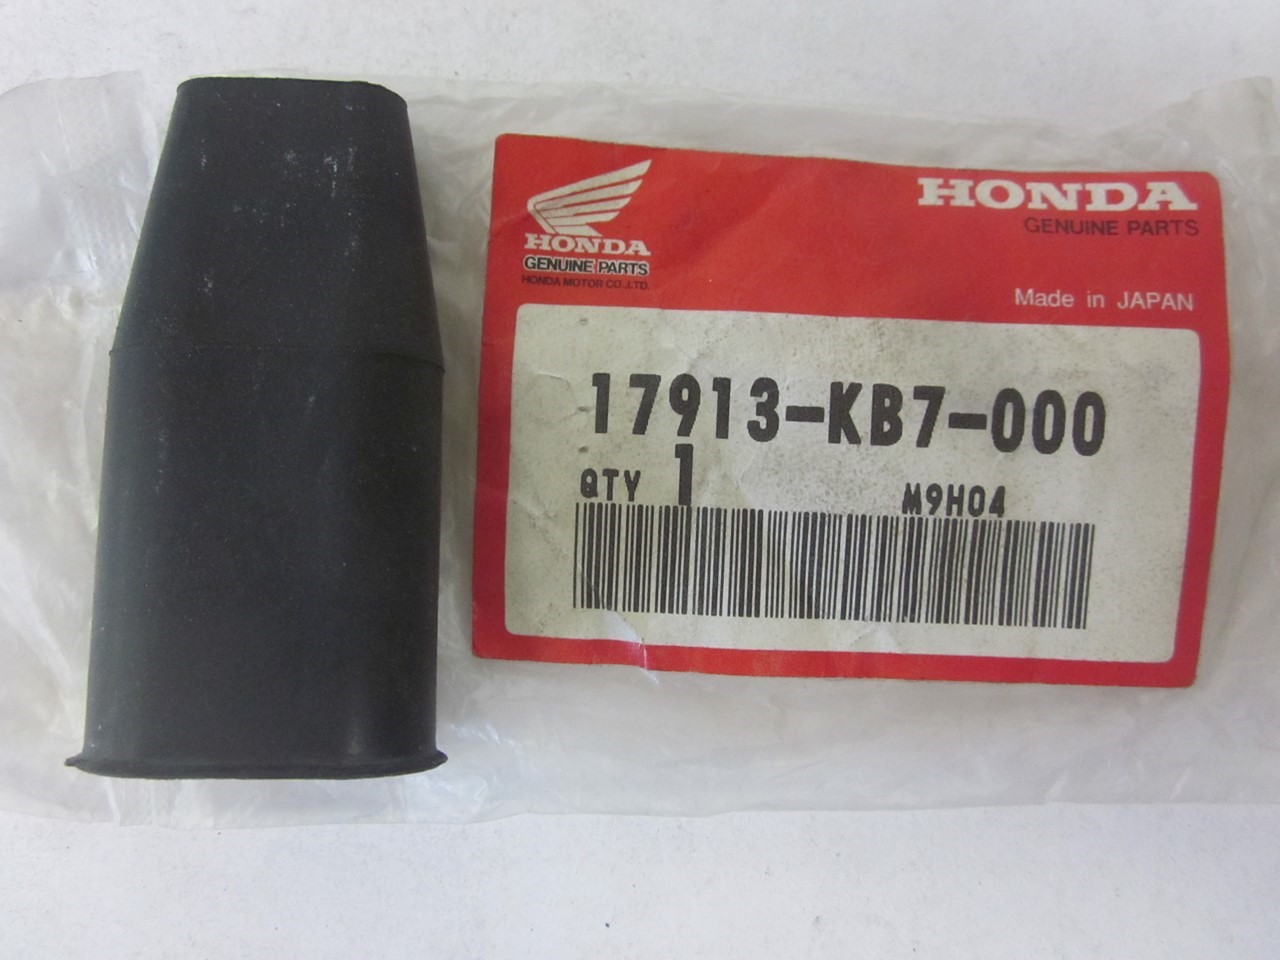 HONDA
GENUINE PARTS
HONDA MOTOR CO.,LTD.
HONDA
GENUINE PARTS
Made in JAPAN
17913-KB7-000
QTY 1 M9H04